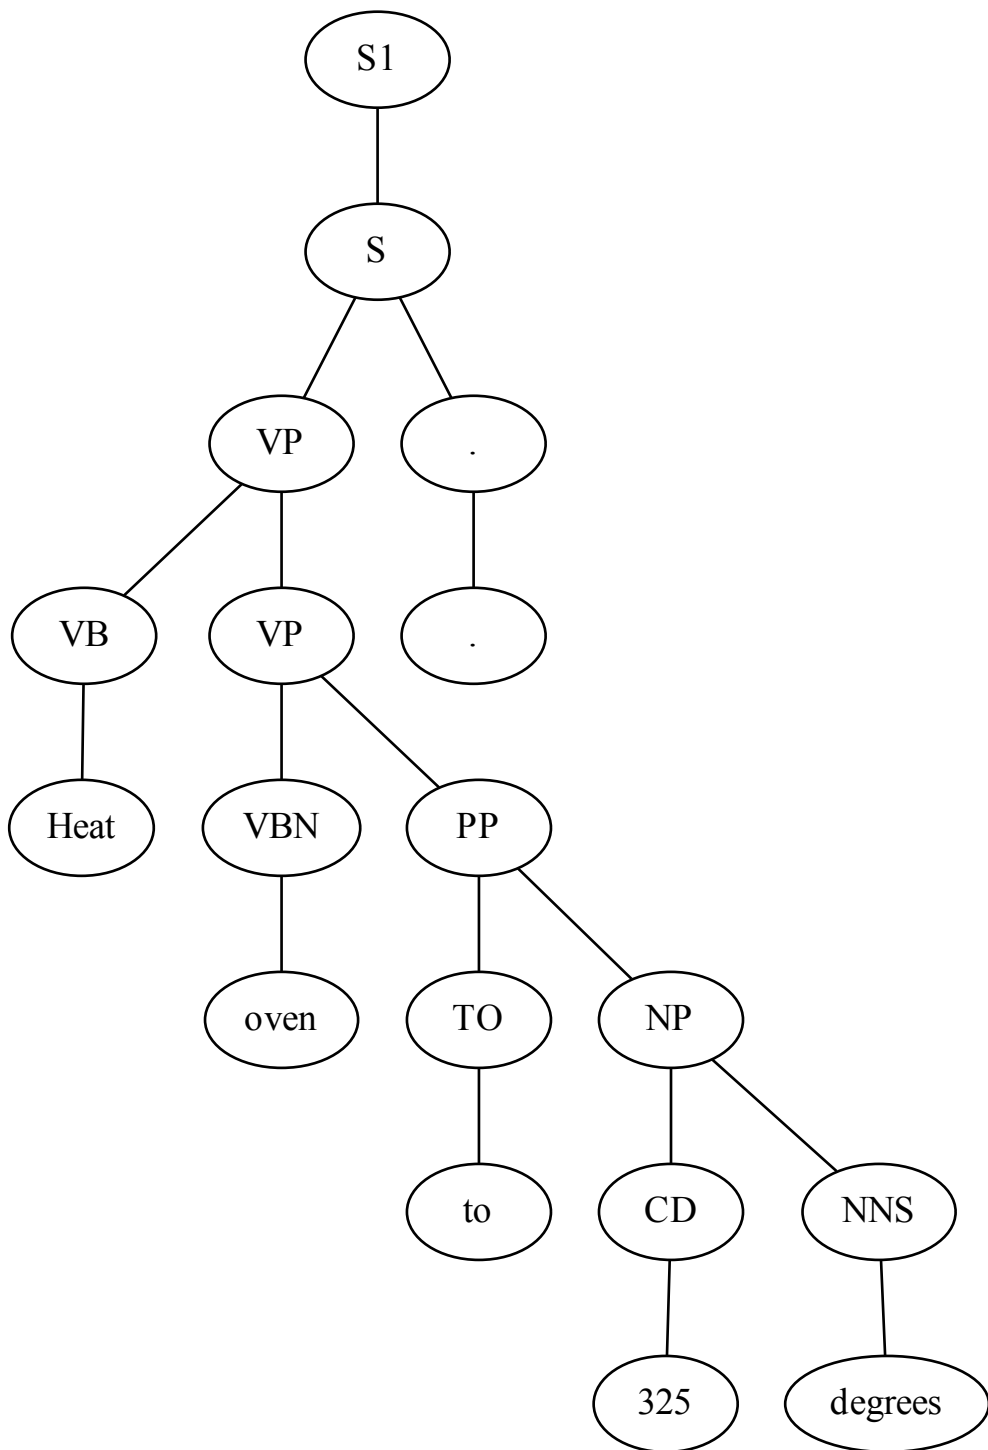 S1
S
VP .
VB VP .
Heat VBN PP
oven TO NP
to CD NNS
325 degrees